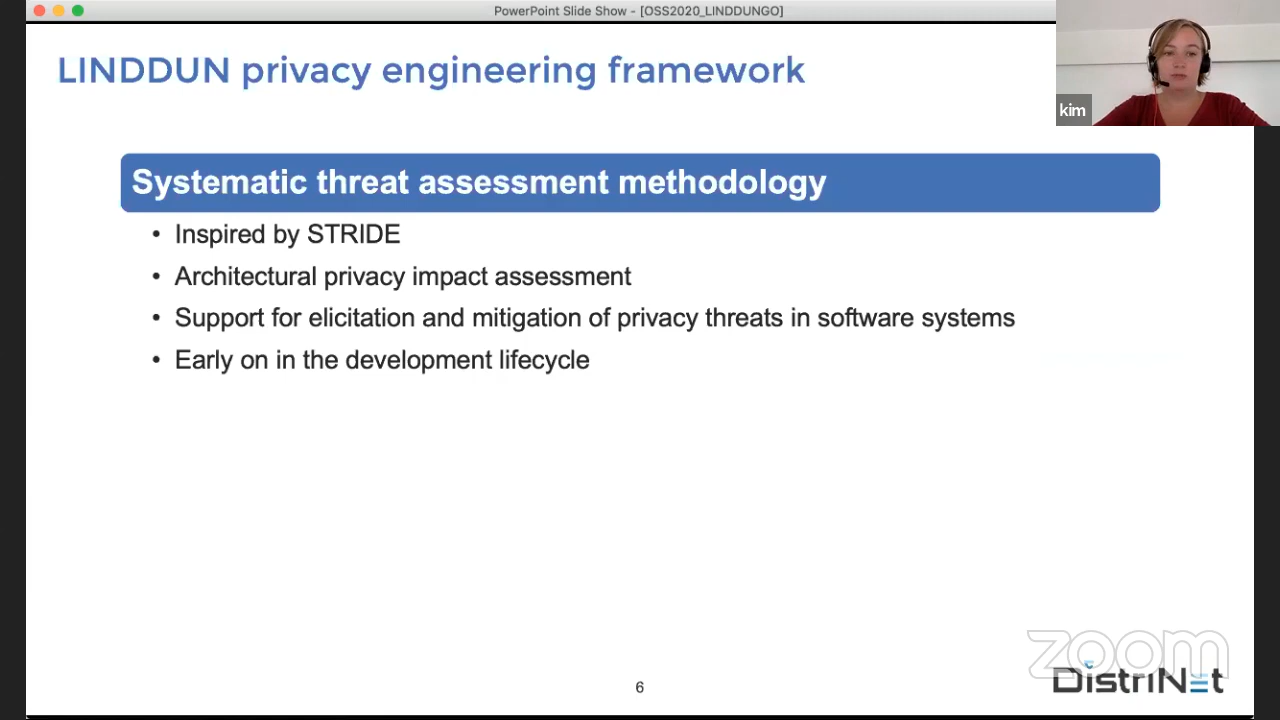 PowerPoint Slide Show - [OSS2020_LINDDUNGO]
LINDDUN privacy engineering framework
kim
Systematic threat assessment methodology
• Inspired by STRIDE
• Architectural privacy impact assessment
• Support for elicitation and mitigation of privacy threats in software systems
• Early on in the development lifecycle
zoom
DistriNet
6